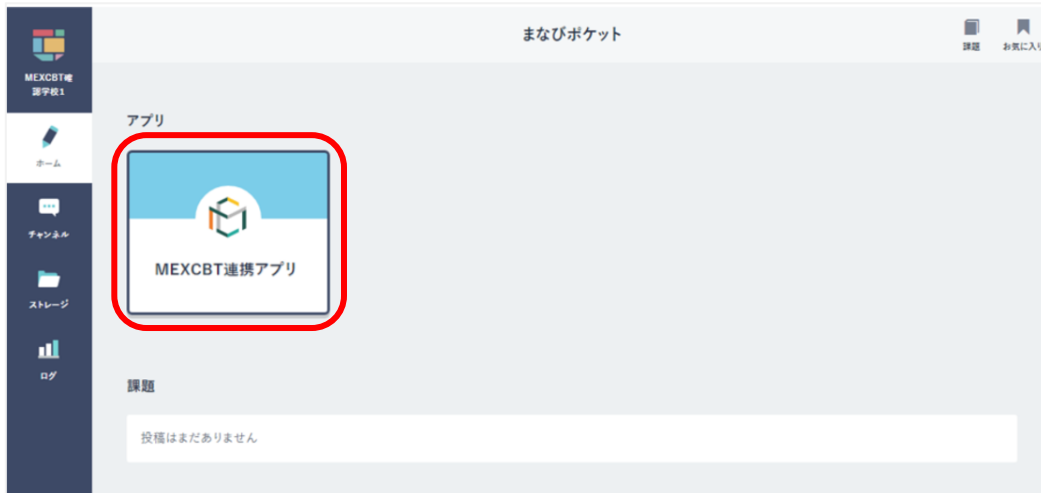 まなびポケット
課題
お気に入り
MEXCBT確
認学校1
ホーム
チャンネル
ストレージ
ログ
アプリ
MEXCBT連携アプリ
課題
投稿はまだありません